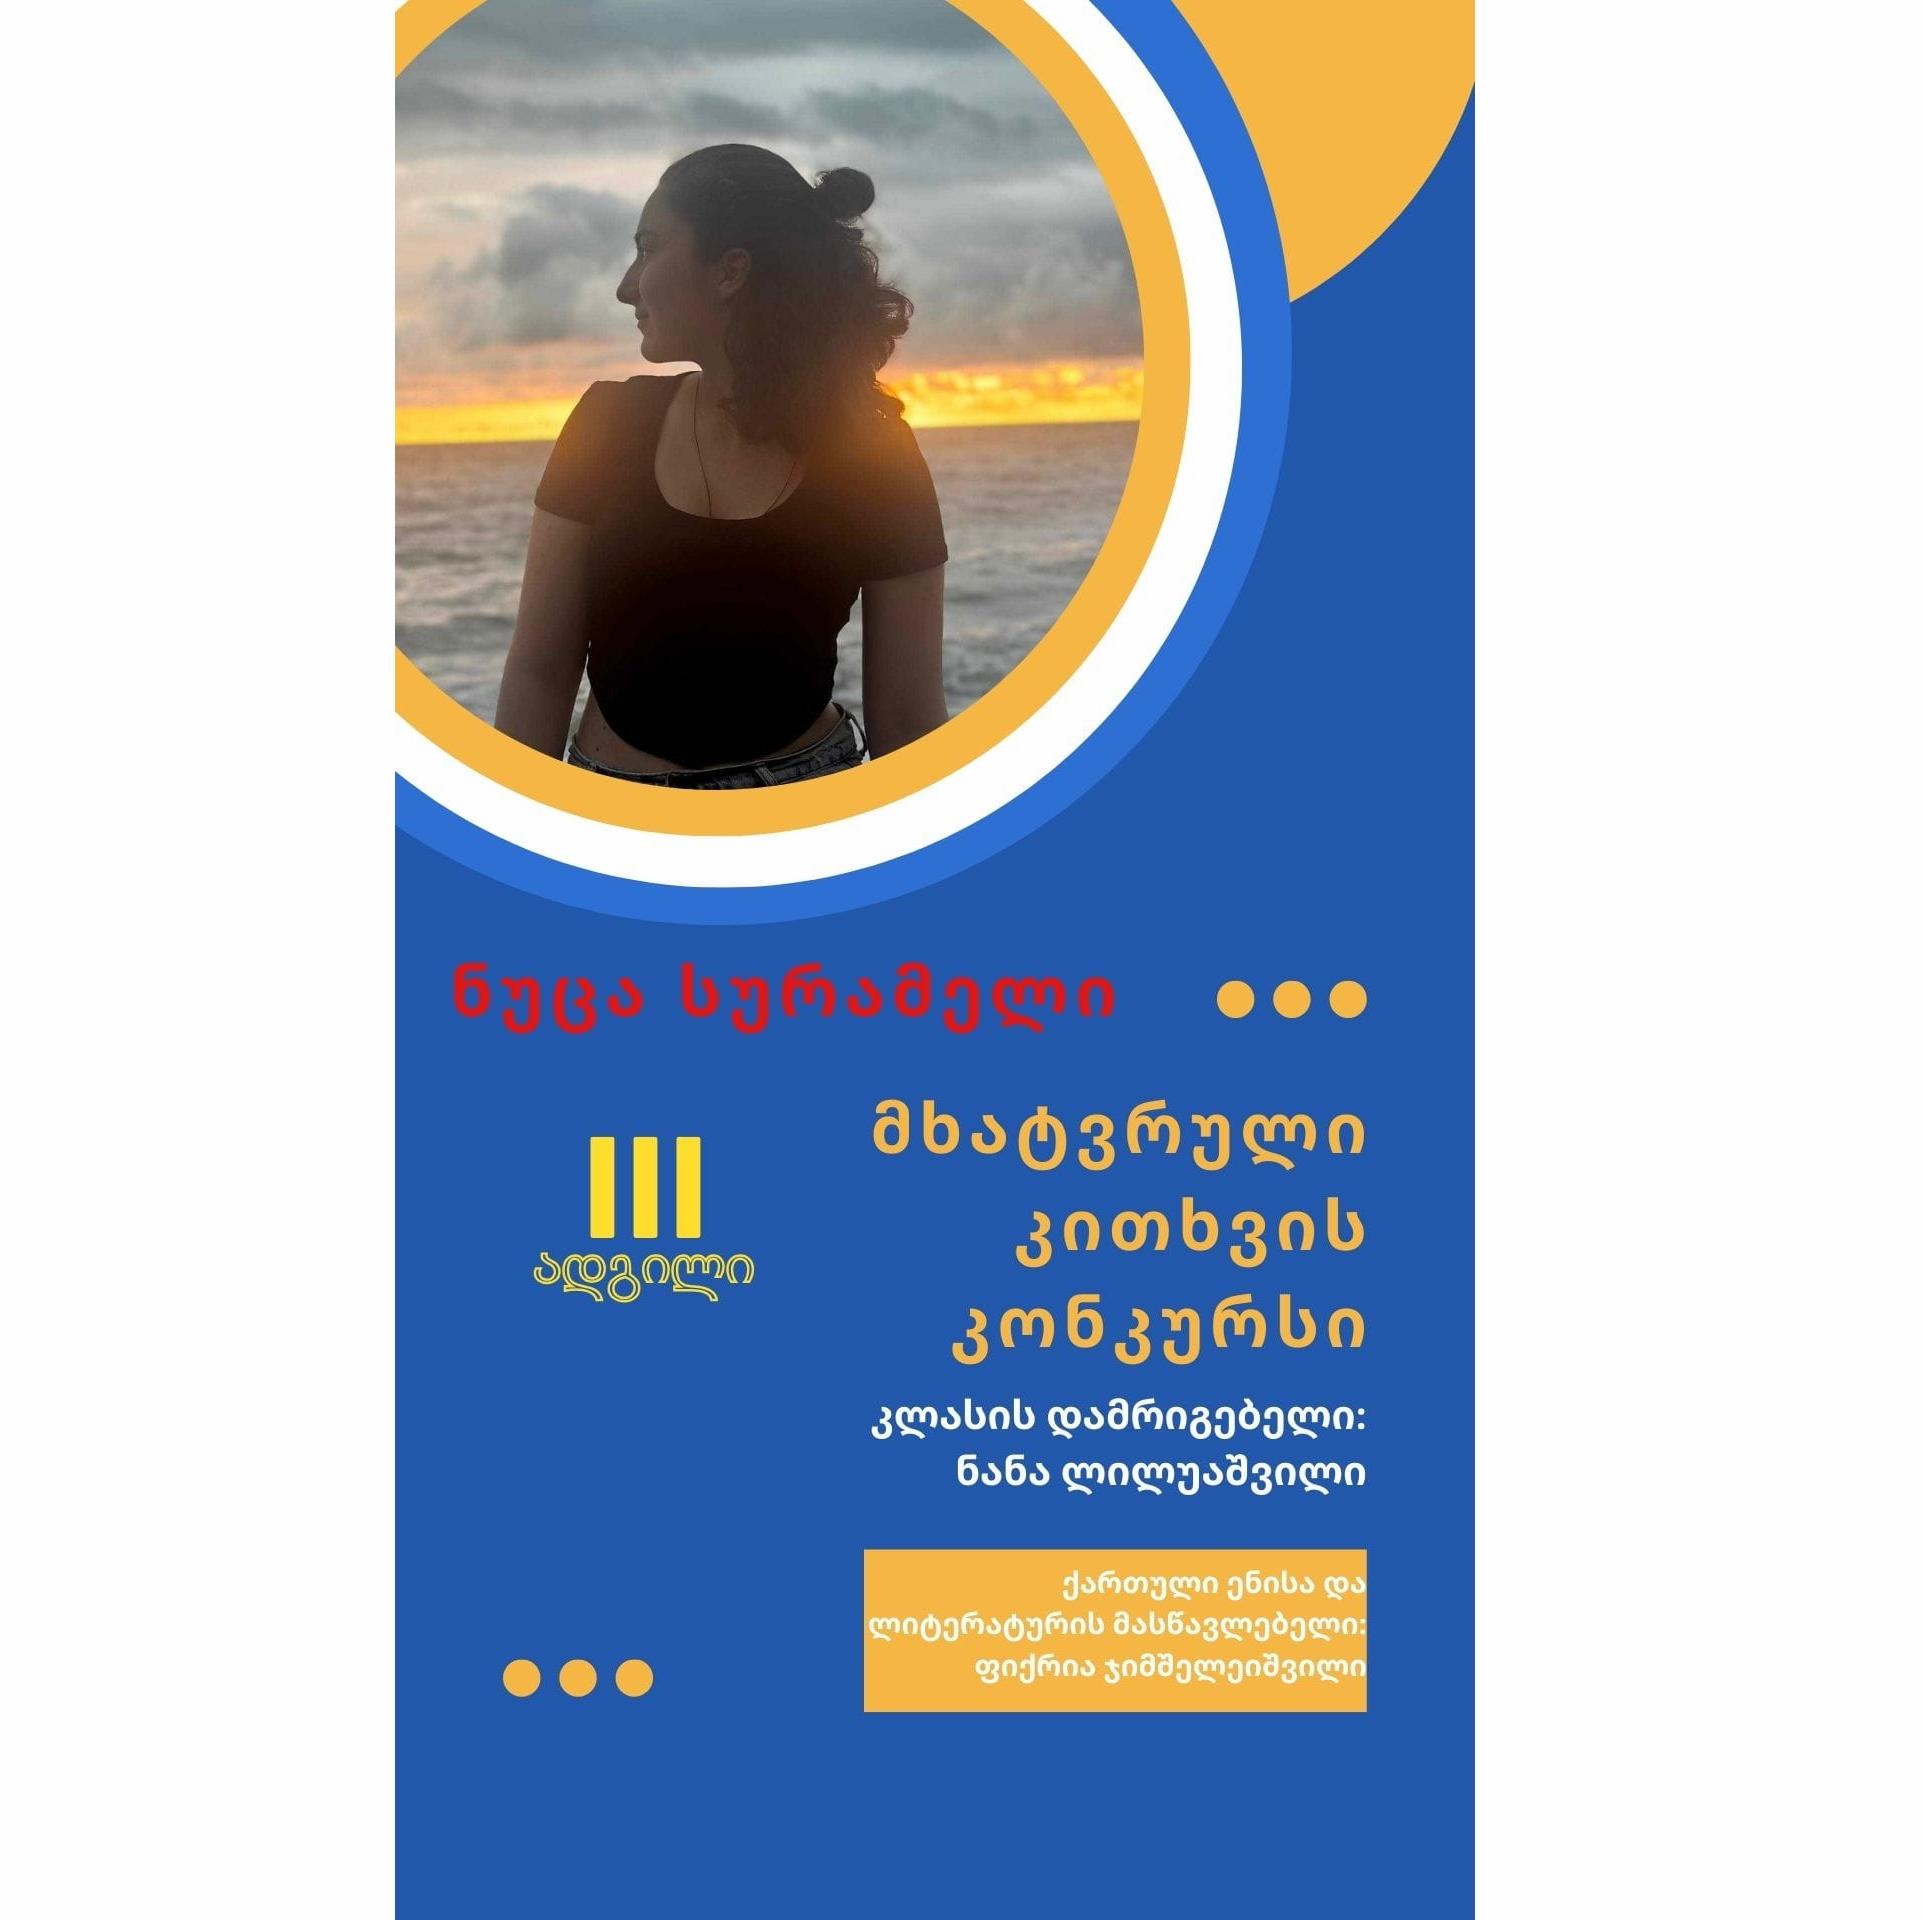 ნუცა სურამელი
III
ადგილი
მხატვრული
კითხვის
კონკურსი
კლასის დამრიგებელი:
ნანა ლილუაშვილი
ქართული ენისა და
ლიტერატურის მასწავლებელი:
ფიქრია ჯიმშელეიშვილი